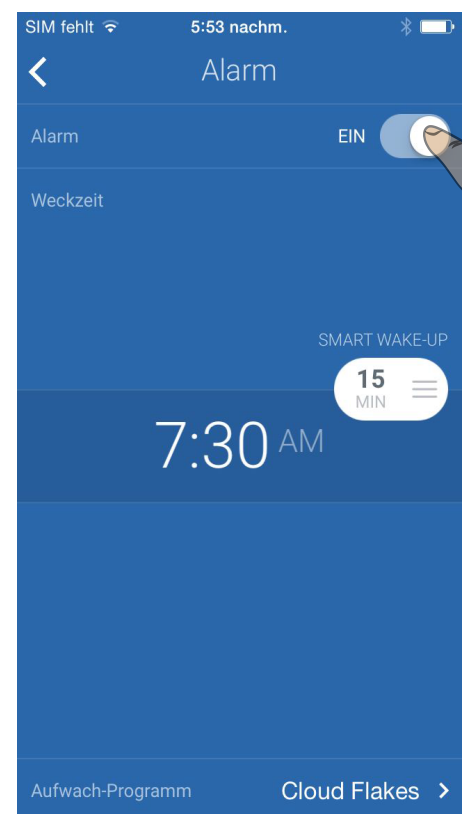 SIM fehlt 5:53 nachm.
Alarm
Alarm EIN
Weckzeit
SMART WAKE-UP
15
MIN
7:30 AM
Aufwach-Programm Cloud Flakes